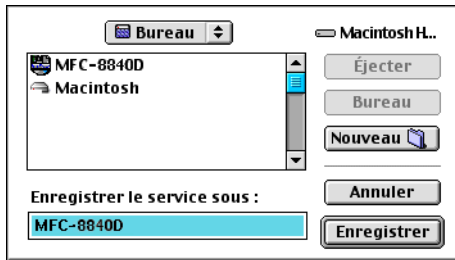 Bureau
Macintosh H...
MFC-8840D
Macintosh
Éjecter
Bureau
Nouveau
Enregistrer le service sous :
MFC-8840D
Annuler
Enregistrer